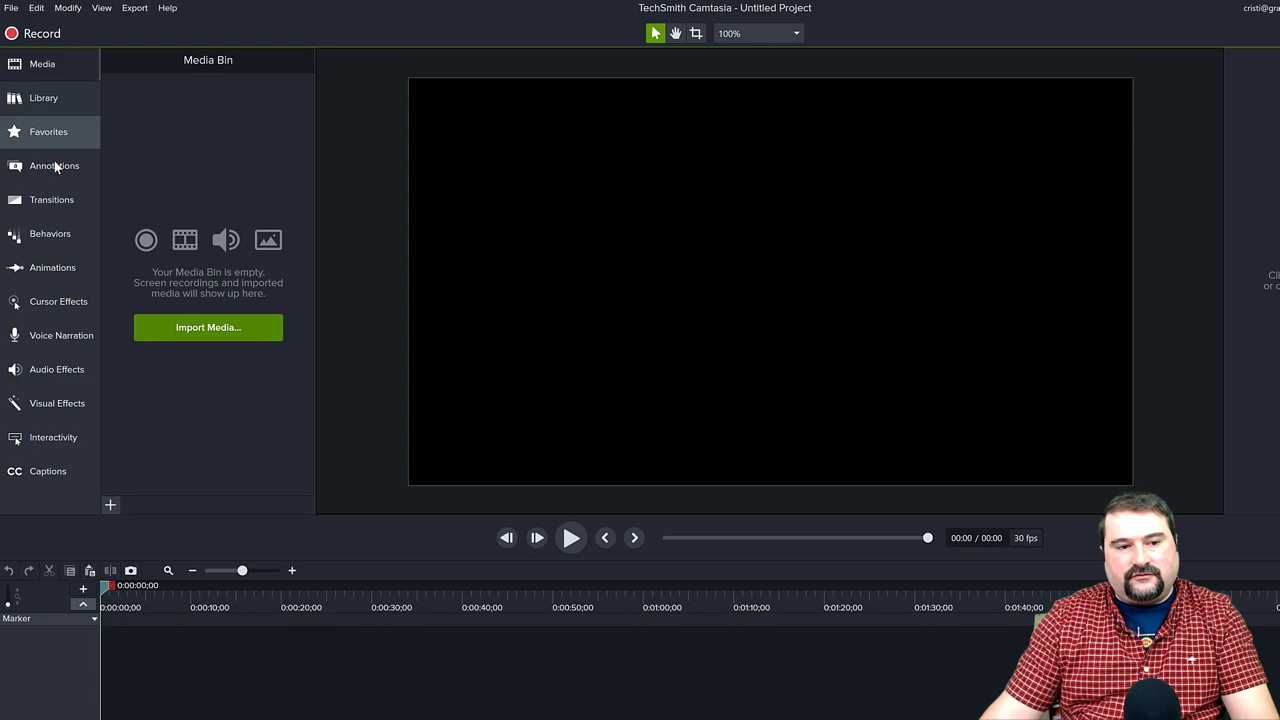 File Edit Modify View Export Help
TechSmith Camtasia - Untitled Project
cristi@gra
Record
100%
Media
Library
Favorites
Annotations
Transitions
Behaviors
Animations
Cursor Effects
Voice Narration
Audio Effects
Visual Effects
Interactivity
CC Captions
Media Bin
Your Media Bin is empty.
Screen recordings and imported
media will show up here.
Import Media...
Cli
or c
00:00 / 00:00 30 fps
0:00:00;00
Marker
0:00:00;00 0:00:10;00 0:00:20;00 0:00:30;00 0:00:40;00 0:00:50;00 0:01:00;00 0:01:10;00 0:01:20;00 0:01:30;00 0:01:40;00